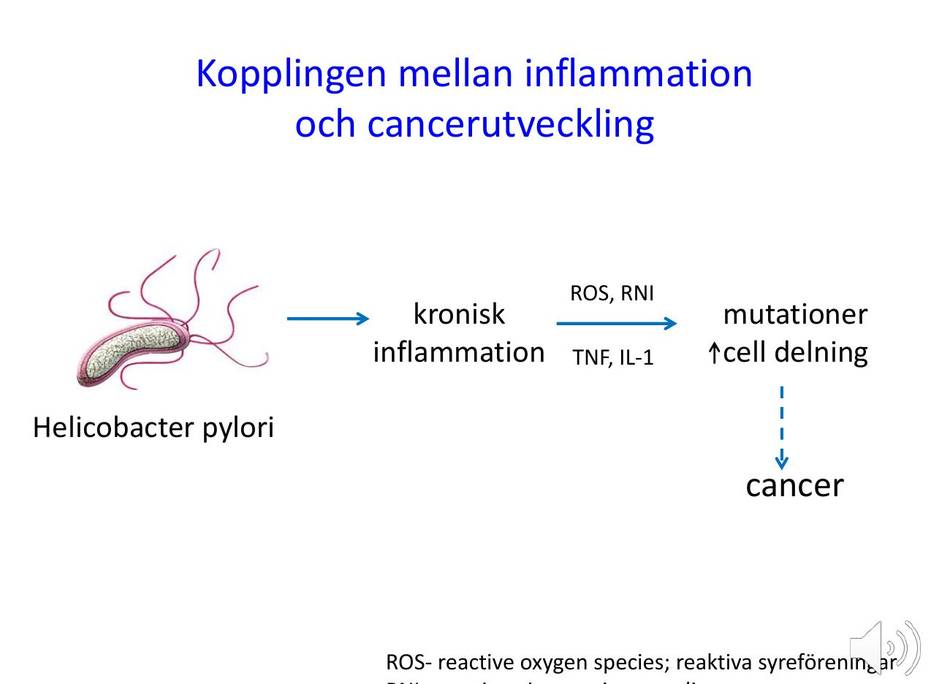 Kopplingen mellan inflammation
och cancerutveckling
kronisk
inflammation
ROS, RNI
TNF, IL-1
mutationer
↑cell delning
Helicobacter pylori
cancer
ROS- reactive oxygen species; reaktiva syreföreningar